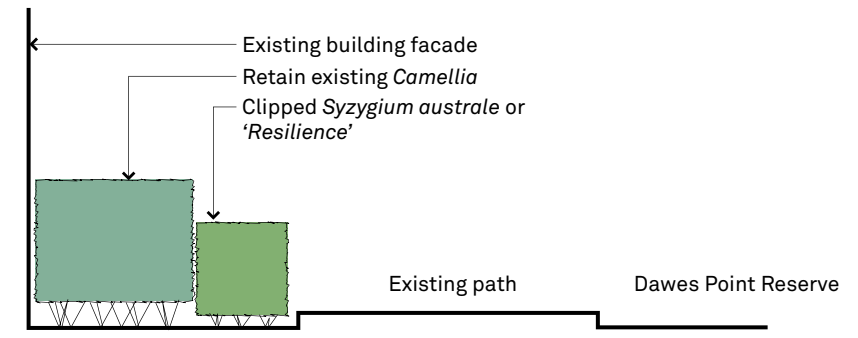 Existing building facade
Retain existing Camellia
Clipped Syzygium australe or
‘Resilience’
Existing path
Dawes Point Reserve